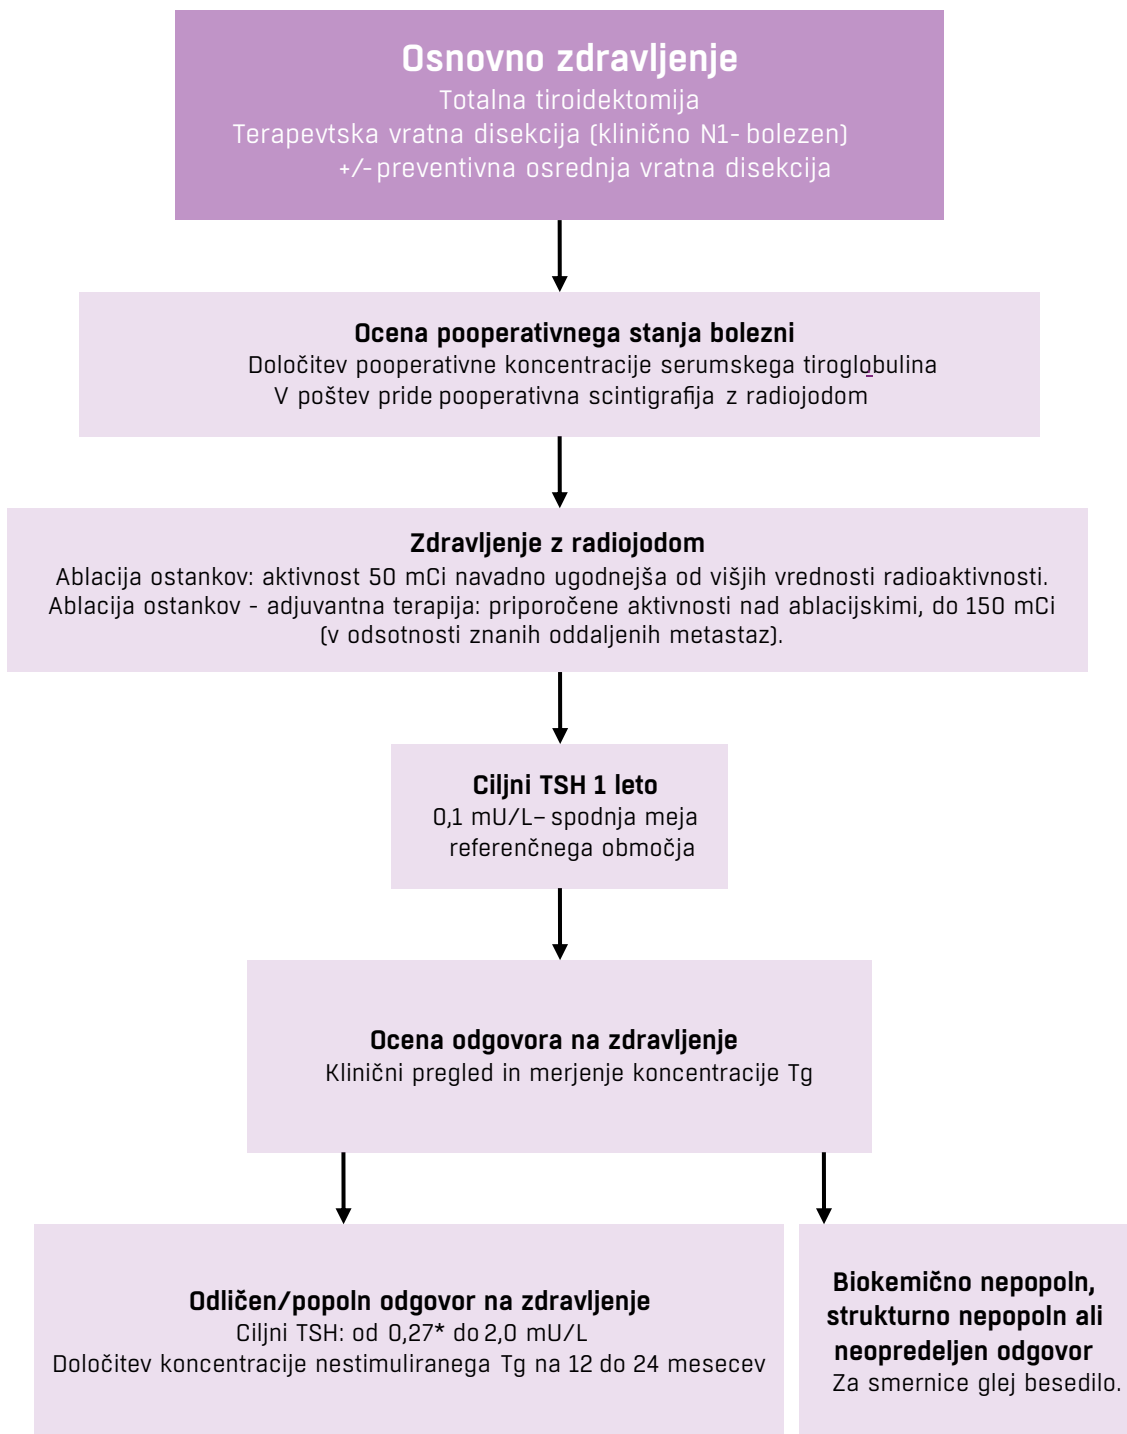 Osnovno zdravljenje
Totalna tiroidektomija
Terapevtska vratna disekcija (klinično N1- bolezen)
+/- preventivna osrednja vratna disekcija
Ocena pooperativnega stanja bolezni
Določitev pooperativne koncentracije serumskega tiroglobulina
V poštev pride pooperativna scintigrafija z radiojodom
Zdravljenje z radiojodom
Ablacija ostankov: aktivnost 50 mCi navadno ugodnejša od višjih vrednosti radioaktivnosti.
Ablacija ostankov - adjuvantna terapija: priporočene aktivnosti nad ablacijskimi, do 150 mCi
(v odsotnosti znanih oddaljenih metastaz).
Ciljni TSH 1 leto
0,1 mU/L– spodnja meja
referenčnega območja
Ocena odgovora na zdravljenje
Klinični pregled in merjenje koncentracije Tg
Odličen/popoln odgovor na zdravljenje
Ciljni TSH: od 0,27* do 2,0 mU/L
Določitev koncentracije nestimuliranega Tg na 12 do 24 mesecev
Biokemično nepopoln,
strukturno nepopoln ali
neopredeljen odgovor
Za smernice glej besedilo.